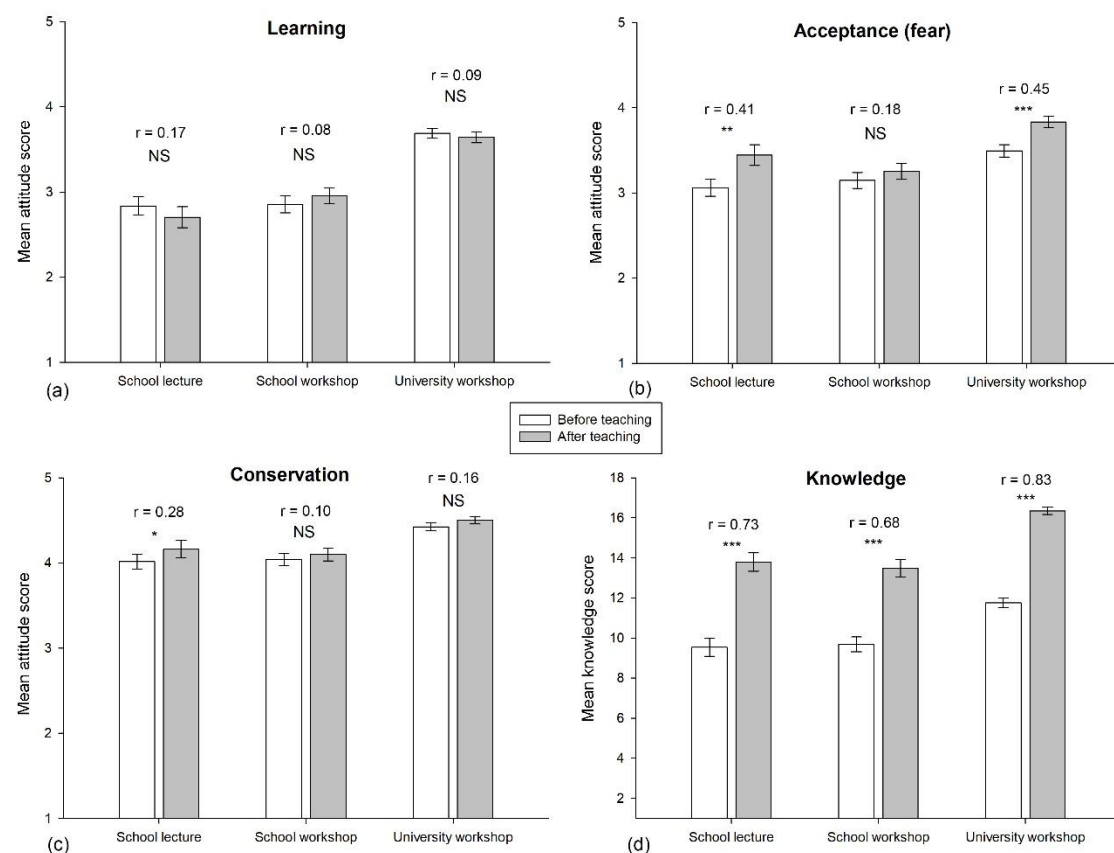 Learning
Mean attitude score
5
4
3
2
1
r = 0.17
NS
r = 0.08
NS
r = 0.09
NS
School lecture
School workshop
University workshop
(a)
Acceptance (fear)
Mean attitude score
5
4
3
2
1
r = 0.41
**
r = 0.18
NS
r = 0.45
***
School lecture
School workshop
University workshop
(b)
Before teaching
After teaching
Conservation
Mean attitude score
5
4
3
2
1
r = 0.28
*
r = 0.10
NS
r = 0.16
NS
School lecture
School workshop
University workshop
(c)
Knowledge
Mean knowledge score
18
16
14
12
10
8
6
4
2
r = 0.73
***
r = 0.68
***
r = 0.83
***
School lecture
School workshop
University workshop
(d)